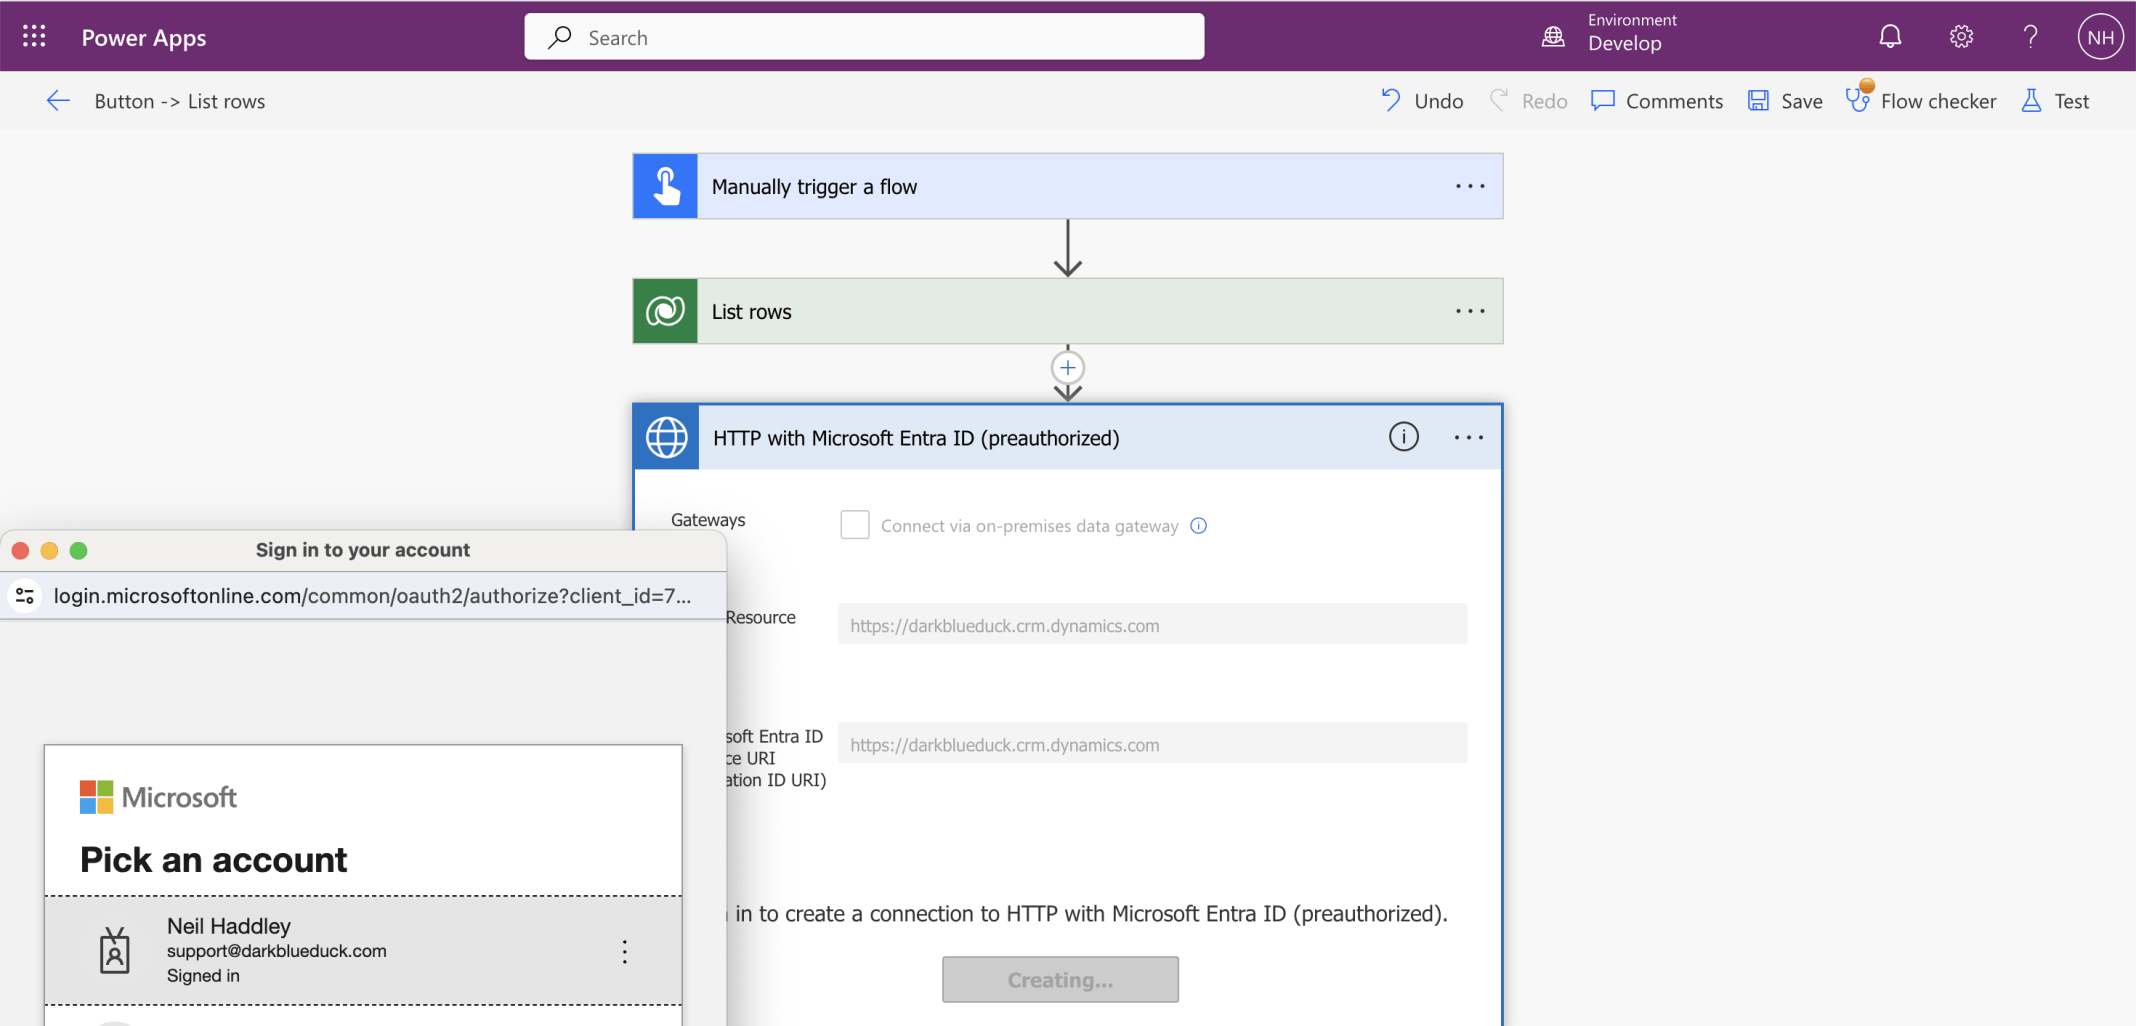 Power Apps
Search
Environment
Develop
NH
Button -> List rows
Undo
Redo
Comments
Save
Flow checker
Test
Manually trigger a flow
List rows
HTTP with Microsoft Entra ID (preauthorized)
Gateways
Connect via on-premises data gateway
Sign in to your account
login.microsoftonline.com/common/oauth2/authorize?client_id=7...
Resource
https://darkblueduck.crm.dynamics.com
soft Entra ID
ce URI
ation ID URI)
https://darkblueduck.crm.dynamics.com
Microsoft
Pick an account
Neil Haddley
support@darkblueduck.com
Signed in
in to create a connection to HTTP with Microsoft Entra ID (preauthorized).
Creating...